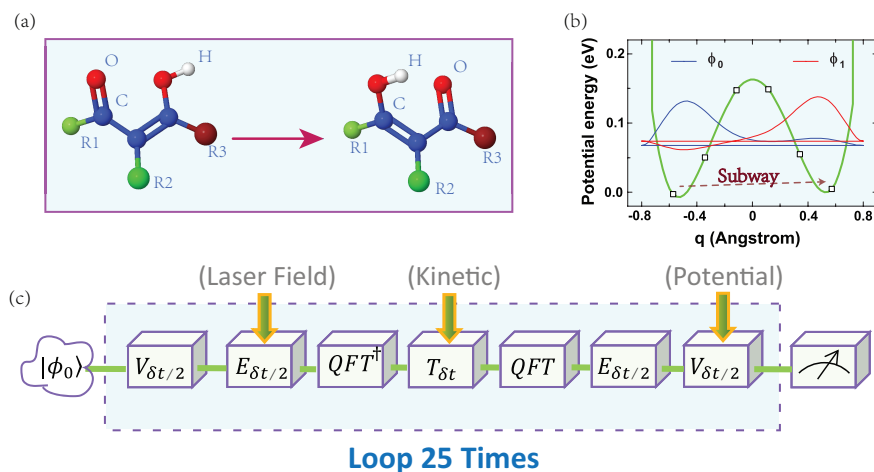 (a)
O
H
C
R1
R2
R3
H
O
C
R1
R2
R3
(b)
Potential energy (eV)
0.2
0.1
0.0
ϕ0
ϕ1
Subway
-0.8 -0.4 0 0.4 0.8
q (Angstrom)
(c)
(Laser Field)
(Kinetic)
(Potential)
|ϕ0⟩
Vδt/2
Eδt/2
QFT†
Tδt
QFT
Eδt/2
Vδt/2
Loop 25 Times